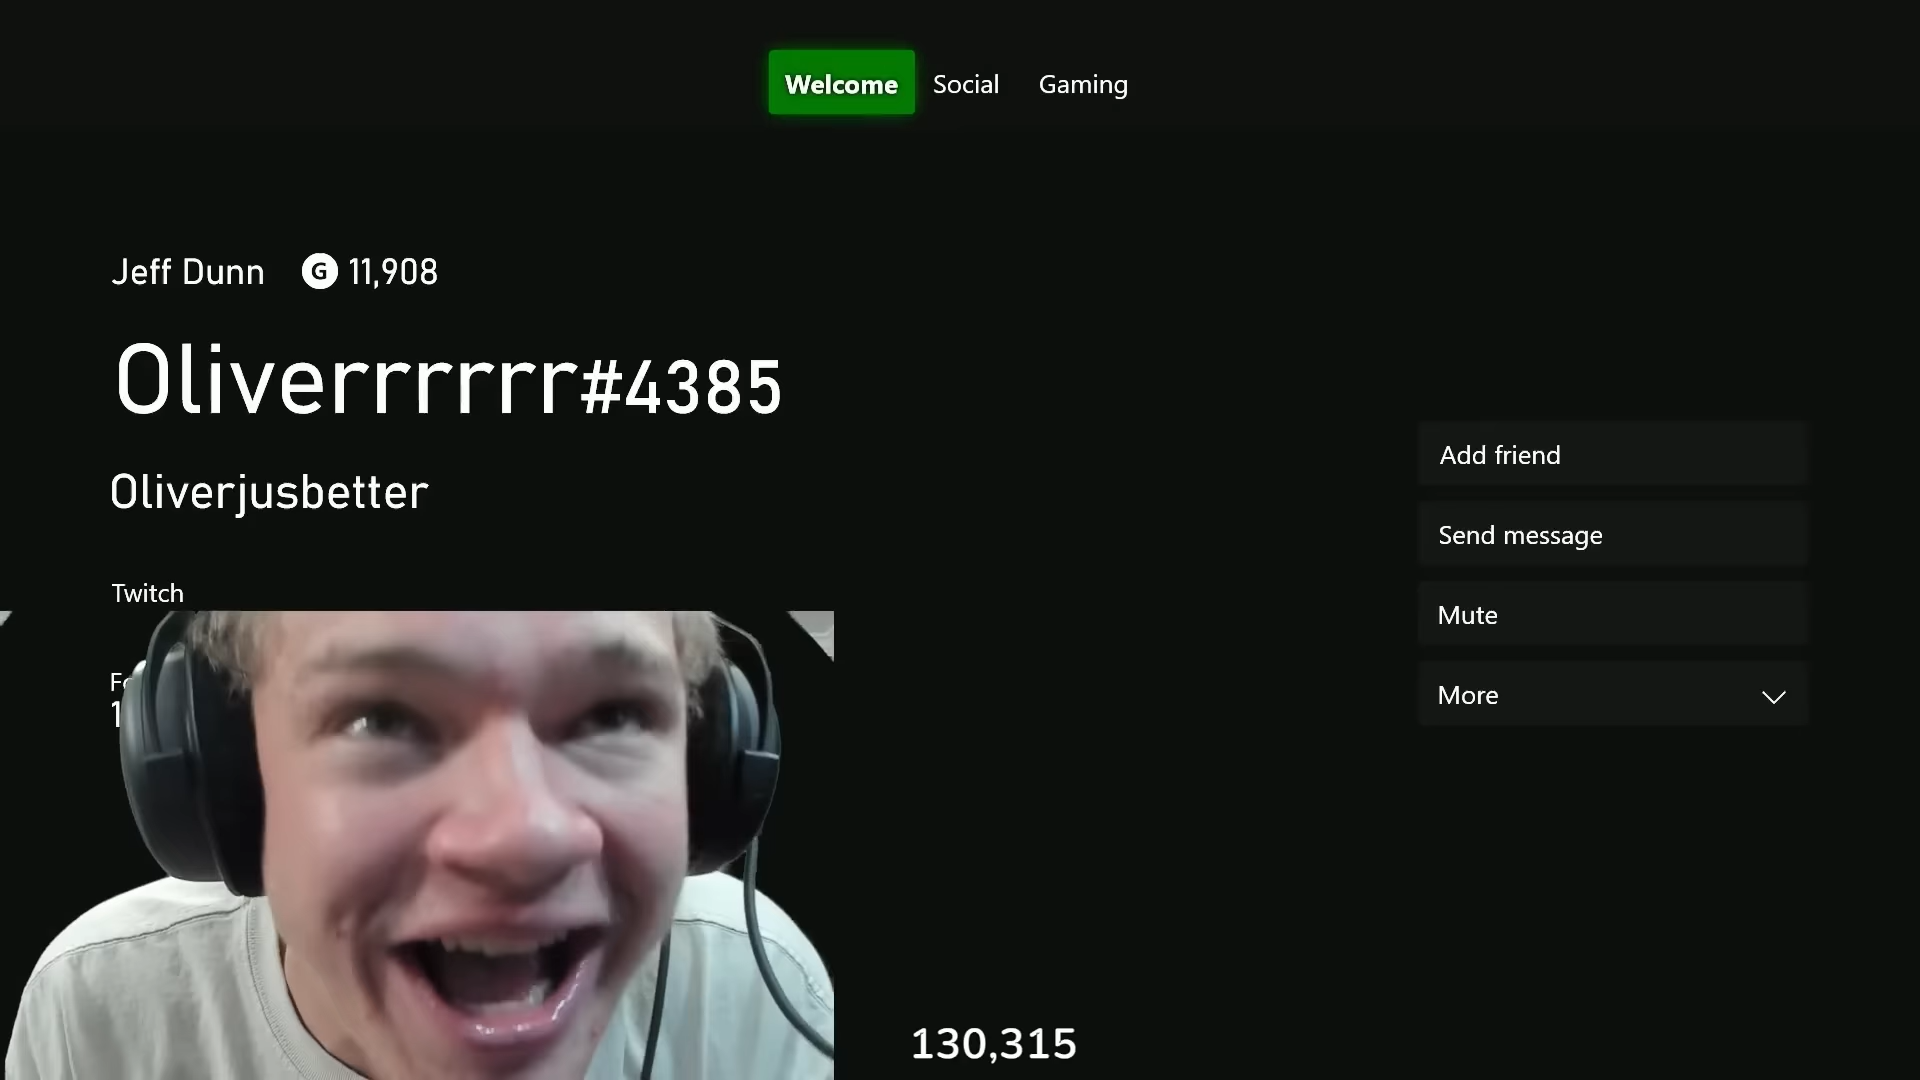 Welcome Social Gaming
Jeff Dunn G 11,908
Oliverrrrrr#4385
Oliverjusbetter
Twitch
Add friend
Send message
Mute
More
130,315